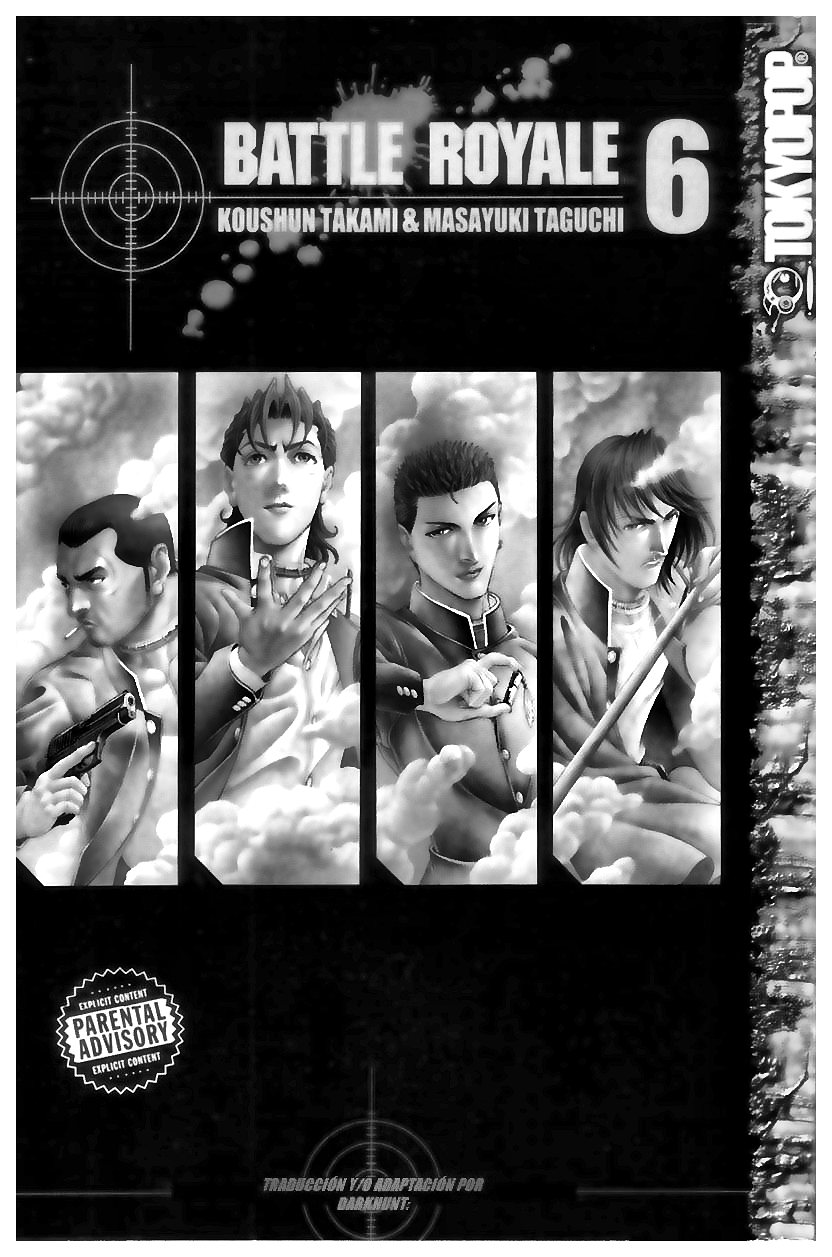 TOKYOPOP®
BATTLE ROYALE 6
KOUSHUN TAKAMI & MASAYUKI TAGUCHI
EXPLICIT CONTENT
PARENTAL
ADVISORY
EXPLICIT CONTENT
TRADUCCIÓN Y/O ADAPTACIÓN POR
DARKHUNT: